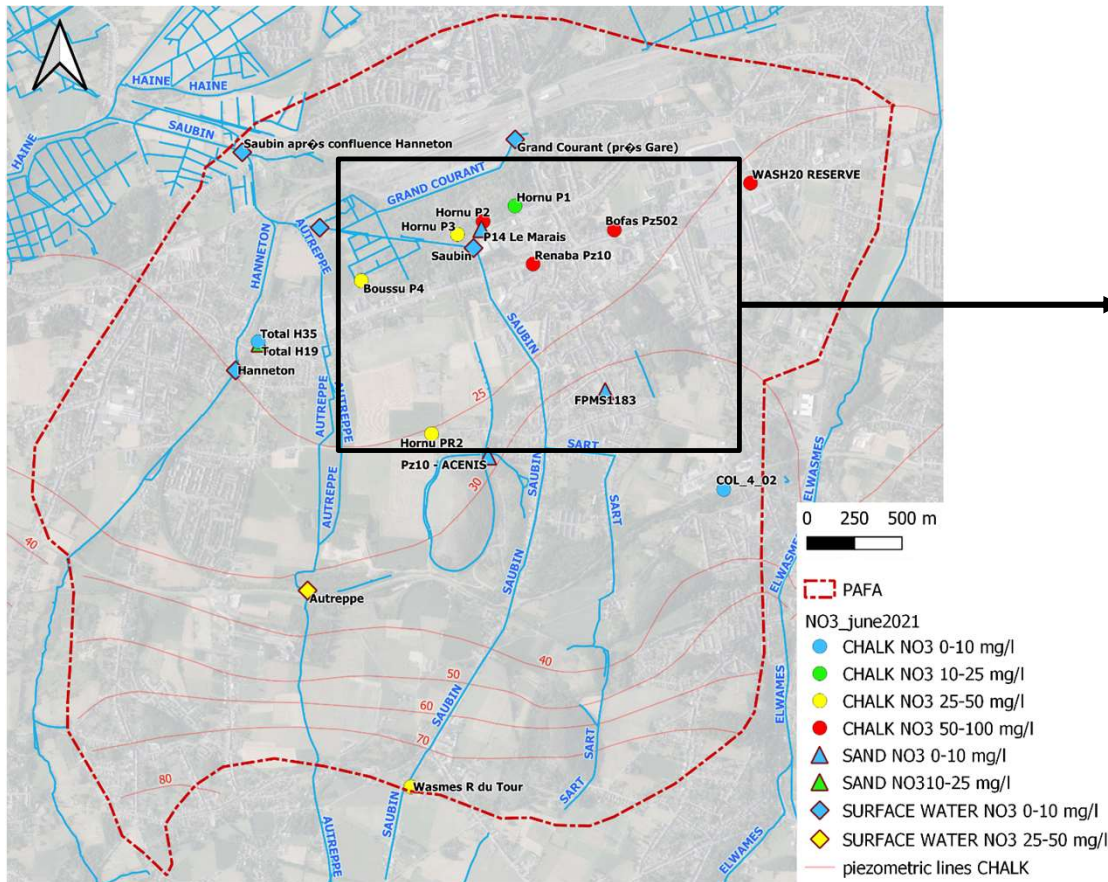 HAINE
HAINE
SAUBIN
HAINE
Saubin apr�s confluence Hanneton
Grand Courant (pr�s Gare)
GRAND COURANT
WASH20 RESERVE
Hornu P1
Hornu P2
Hornu P3
Bofas Pz502
P14 Le Marais
AUTREPPE
Saubin
Renaba Pz10
HANNETON
Boussu P4
Total H35
Total H19
SAUBIN
Hanneton
25
FPMS1183
AUTREPPE
AUTREPPE
Hornu PR2
SART
Pz10 - ACENIS
SAUBIN
ELWASMES
30
COL_4_02
AUTREPPE
SART
0 250 500 m
40
ELWASMES
SAUBIN
PAFA
Autreppe
NO3_june2021
CHALK NO3 0-10 mg/l
40
CHALK NO3 10-25 mg/l
50
ELWAMES
CHALK NO3 25-50 mg/l
60
SAUBIN
CHALK NO3 50-100 mg/l
70
SART
SAND NO3 0-10 mg/l
80
SART
SAND NO310-25 mg/l
Wasmes R du Tour
AUTREPPE
SAUBIN
SURFACE WATER NO3 0-10 mg/l
ELWAMES
SURFACE WATER NO3 25-50 mg/l
piezometric lines CHALK